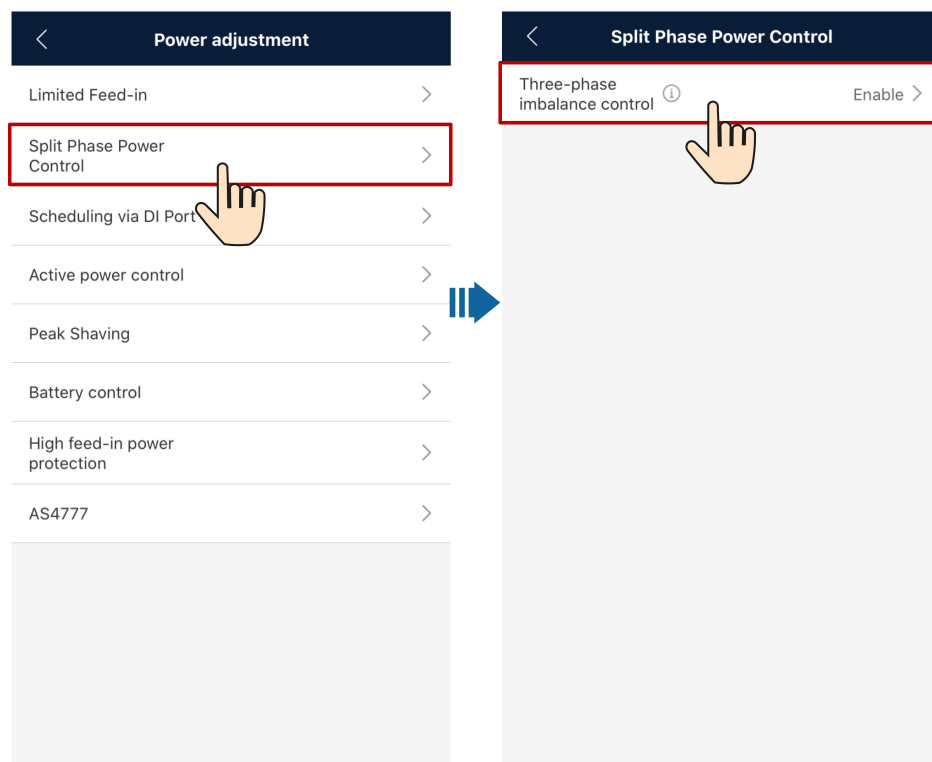 Power adjustment
Limited Feed-in
Split Phase Power
Control
Scheduling via DI Port
Active power control
Peak Shaving
Battery control
High feed-in power
protection
AS4777
Split Phase Power Control
Three-phase
imbalance control
Enable